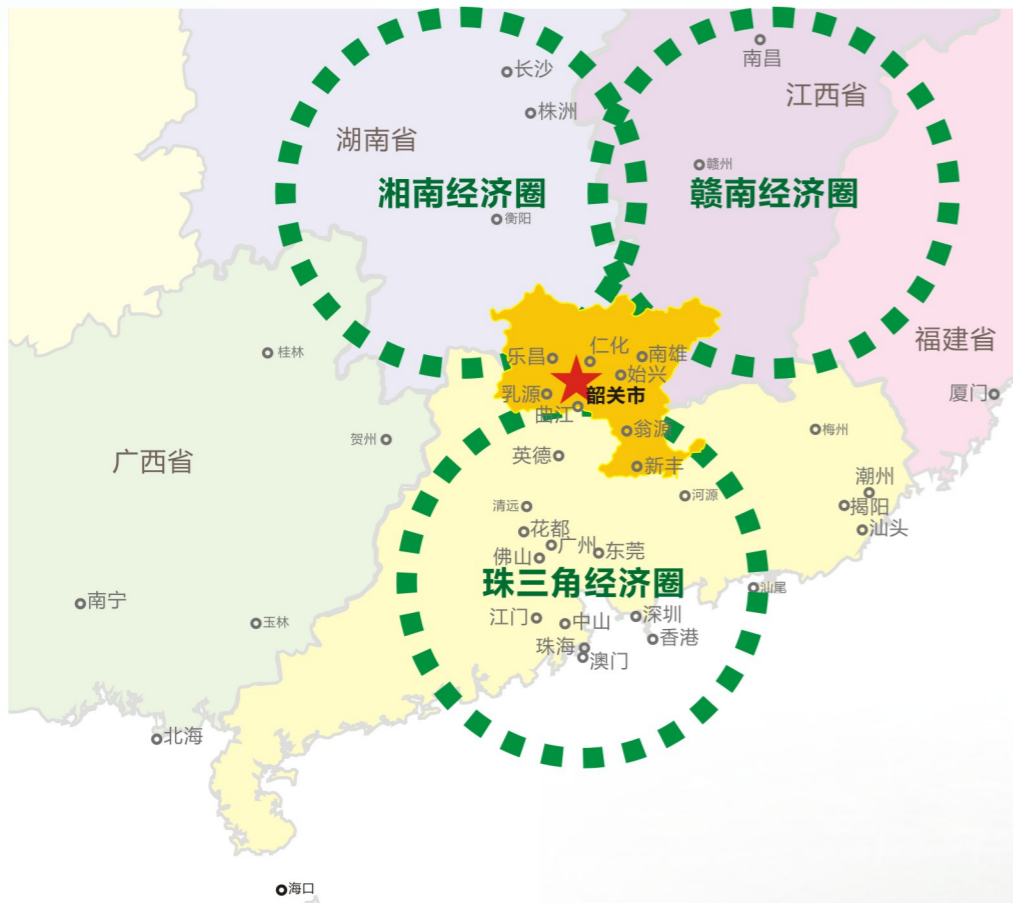 南昌
长沙
江西省
株洲
湖南省
赣州
湘南经济圈
赣南经济圈
衡阳
福建省
桂林
仁化
乐昌
南雄
始兴
厦门
乳源
韶关市
曲江
翁源
梅州
贺州
英德
广西省
新丰
潮州
河源
清远
揭阳
花都
汕头
广州
佛山
东莞
珠三角经济圈
汕尾
南宁
江门
深圳
玉林
中山
香港
珠海
澳门
北海
海口